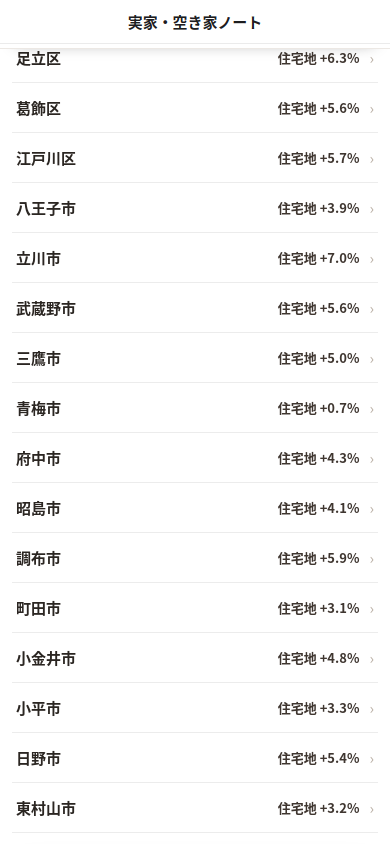 実家・空き家ノート
足立区 住宅地 +6.3% ›
葛飾区 住宅地 +5.6% ›
江戸川区 住宅地 +5.7% ›
八王子市 住宅地 +3.9% ›
立川市 住宅地 +7.0% ›
武蔵野市 住宅地 +5.6% ›
三鷹市 住宅地 +5.0% ›
青梅市 住宅地 +0.7% ›
府中市 住宅地 +4.3% ›
昭島市 住宅地 +4.1% ›
調布市 住宅地 +5.9% ›
町田市 住宅地 +3.1% ›
小金井市 住宅地 +4.8% ›
小平市 住宅地 +3.3% ›
日野市 住宅地 +5.4% ›
東村山市 住宅地 +3.2% ›